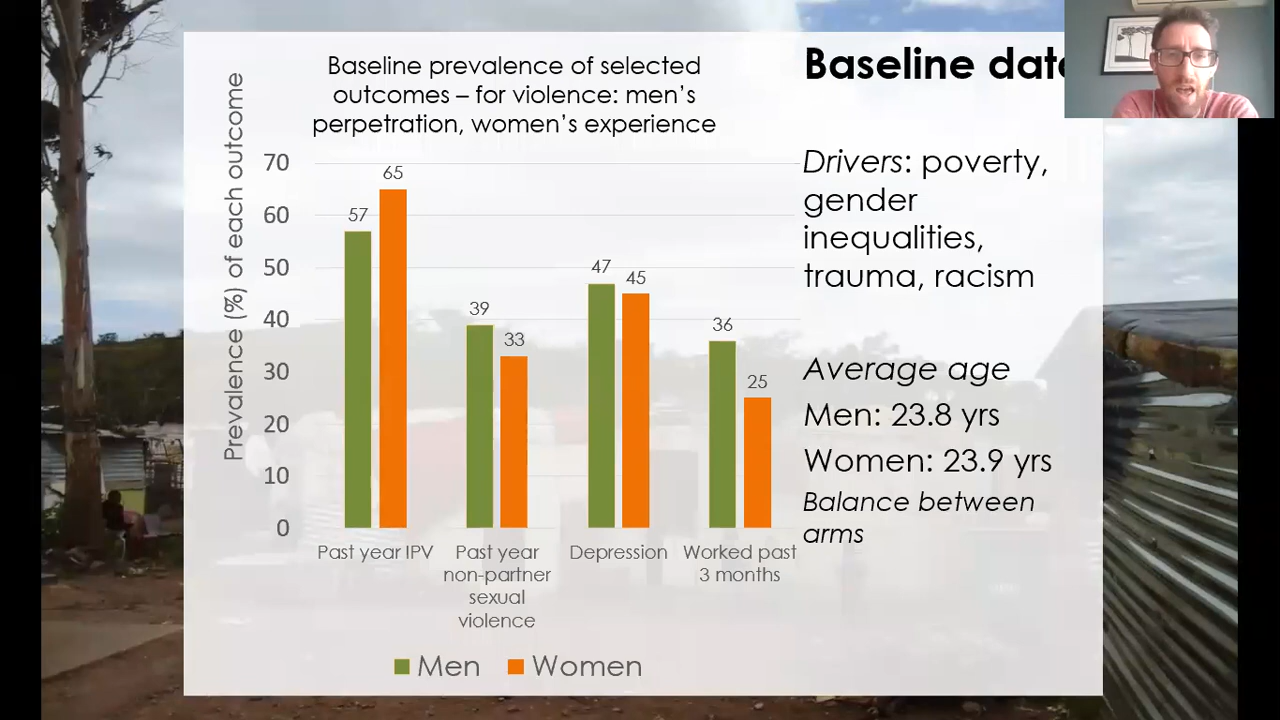 Baseline prevalence of selected
outcomes – for violence: men's
perpetration, women's experience
Prevalence (%) of each outcome
70
60
50
40
30
20
10
0
57
65
39
33
47
45
36
25
Past year IPV
Past year
non-partner
sexual
violence
Depression
Worked past
3 months
Men
Women
Baseline
Drivers: poverty,
gender
inequalities,
trauma, racism
Average age
Men: 23.8 yrs
Women: 23.9 yrs
Balance between
arms